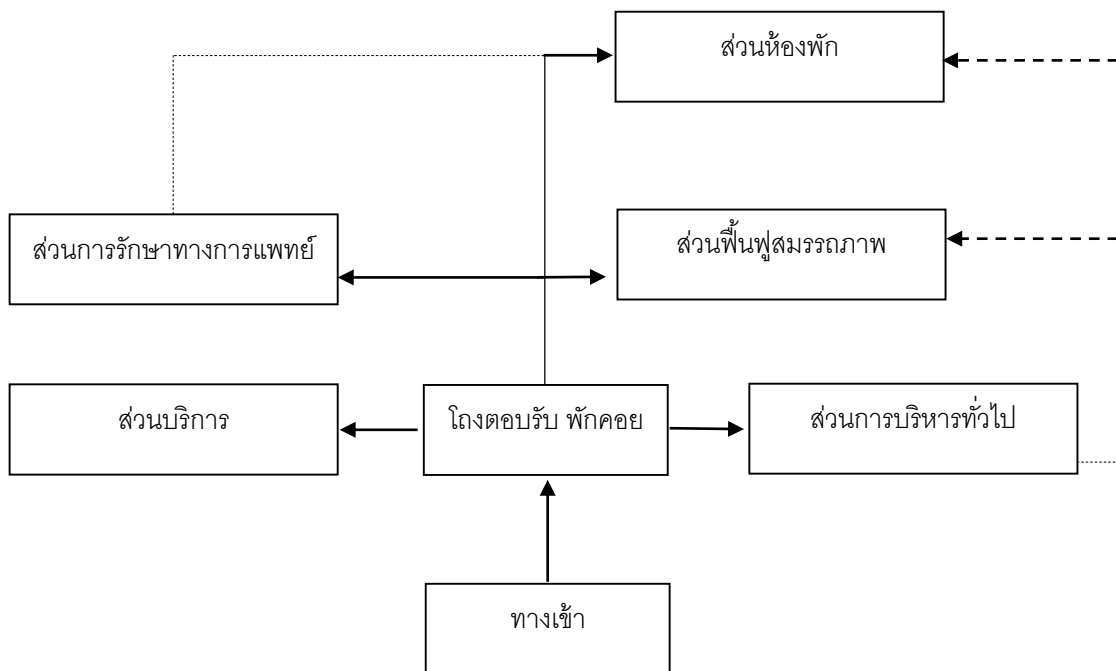 ส่วนห้องพัก
ส่วนการรักษาทางการแพทย์
ส่วนฟื้นฟูสมรรถภาพ
ส่วนบริการ
โถงตอบรับ พักคอย
ส่วนการบริหารทั่วไป
ทางเข้า